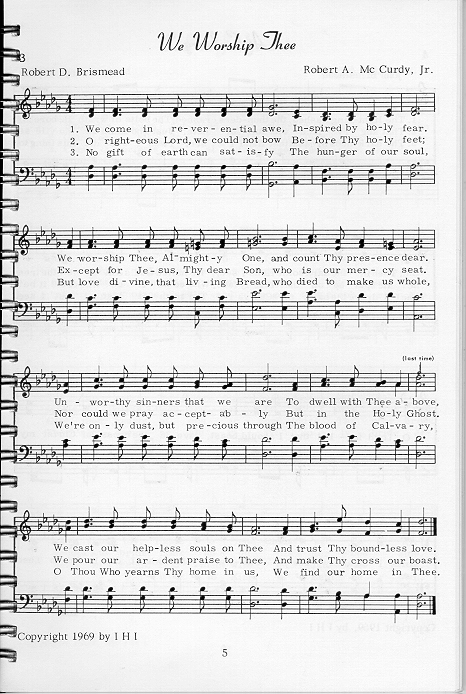 We Worship Thee
3
Robert D. Brismead Robert A. Mc Curdy, Jr.
1. We come in re-ver-en-tial awe, In-spired by ho-ly fear.
2. O right-eous Lord, we could not bow Be-fore Thy ho-ly feet;
3. No gift of earth can sat-is-fy The hun-ger of our soul,
We wor-ship Thee, Al-might-y One, and count Thy pres-ence dear.
Ex-cept for Je-sus, Thy dear Son, who is our mer-cy seat.
But love di-vine, that liv-ing Bread, who died to make us whole,
(last time)
Un-wor-thy sin-ners that we are To dwell with Thee a-bove,
Nor could we pray ac-cept-ab-ly But in the Ho-ly Ghost.
We're on-ly dust, but pre-cious through The blood of Cal-va-ry,
We cast our help-less souls on Thee And trust Thy bound-less love.
We pour our ar-dent praise to Thee, And make Thy cross our boast.
O Thou Who yearns Thy home in us, We find our home in Thee.
Copyright 1969 by I H I
5